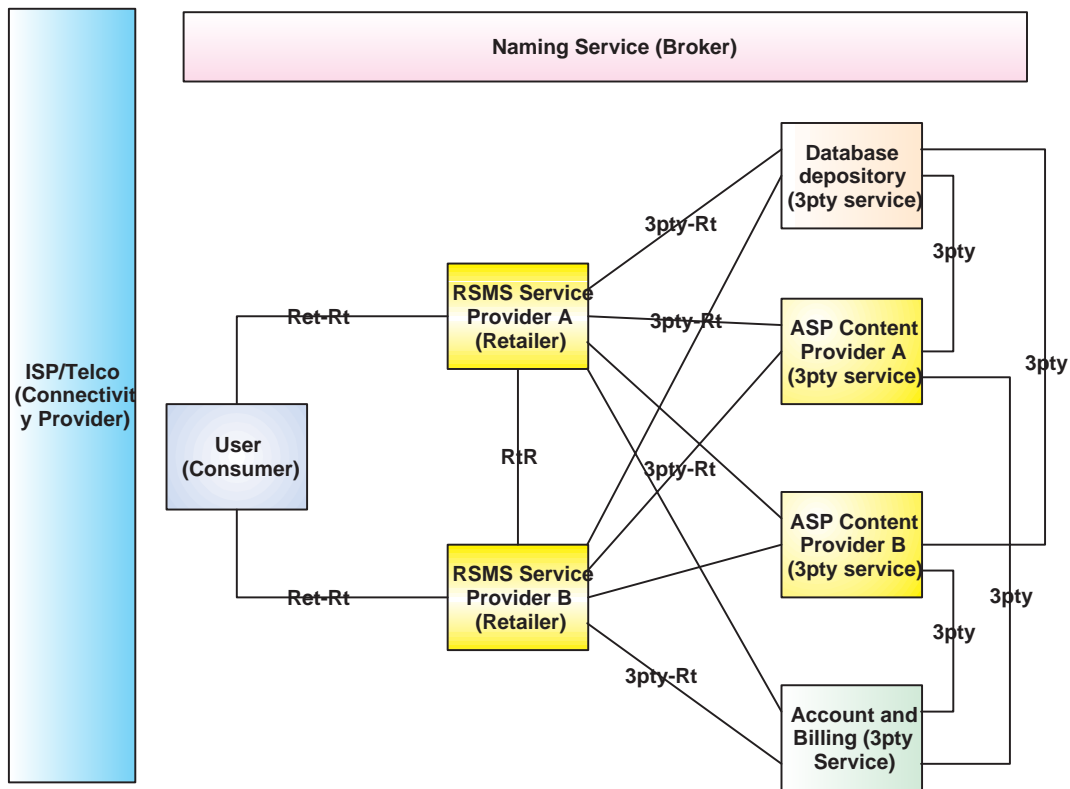 Naming Service (Broker)
ISP/Telco
(Connectivit
y Provider)
Database
depository
(3pty service)
3pty-Rt
3pty
RSMS Service
Provider A
(Retailer)
Ret-Rt
3pty-Rt
ASP Content
Provider A
(3pty service)
3pty
User
(Consumer)
RtR
3pty-Rt
ASP Content
Provider B
(3pty service)
RSMS Service
Provider B
(Retailer)
Ret-Rt
3pty
3pty
3pty-Rt
Account and
Billing (3pty
Service)